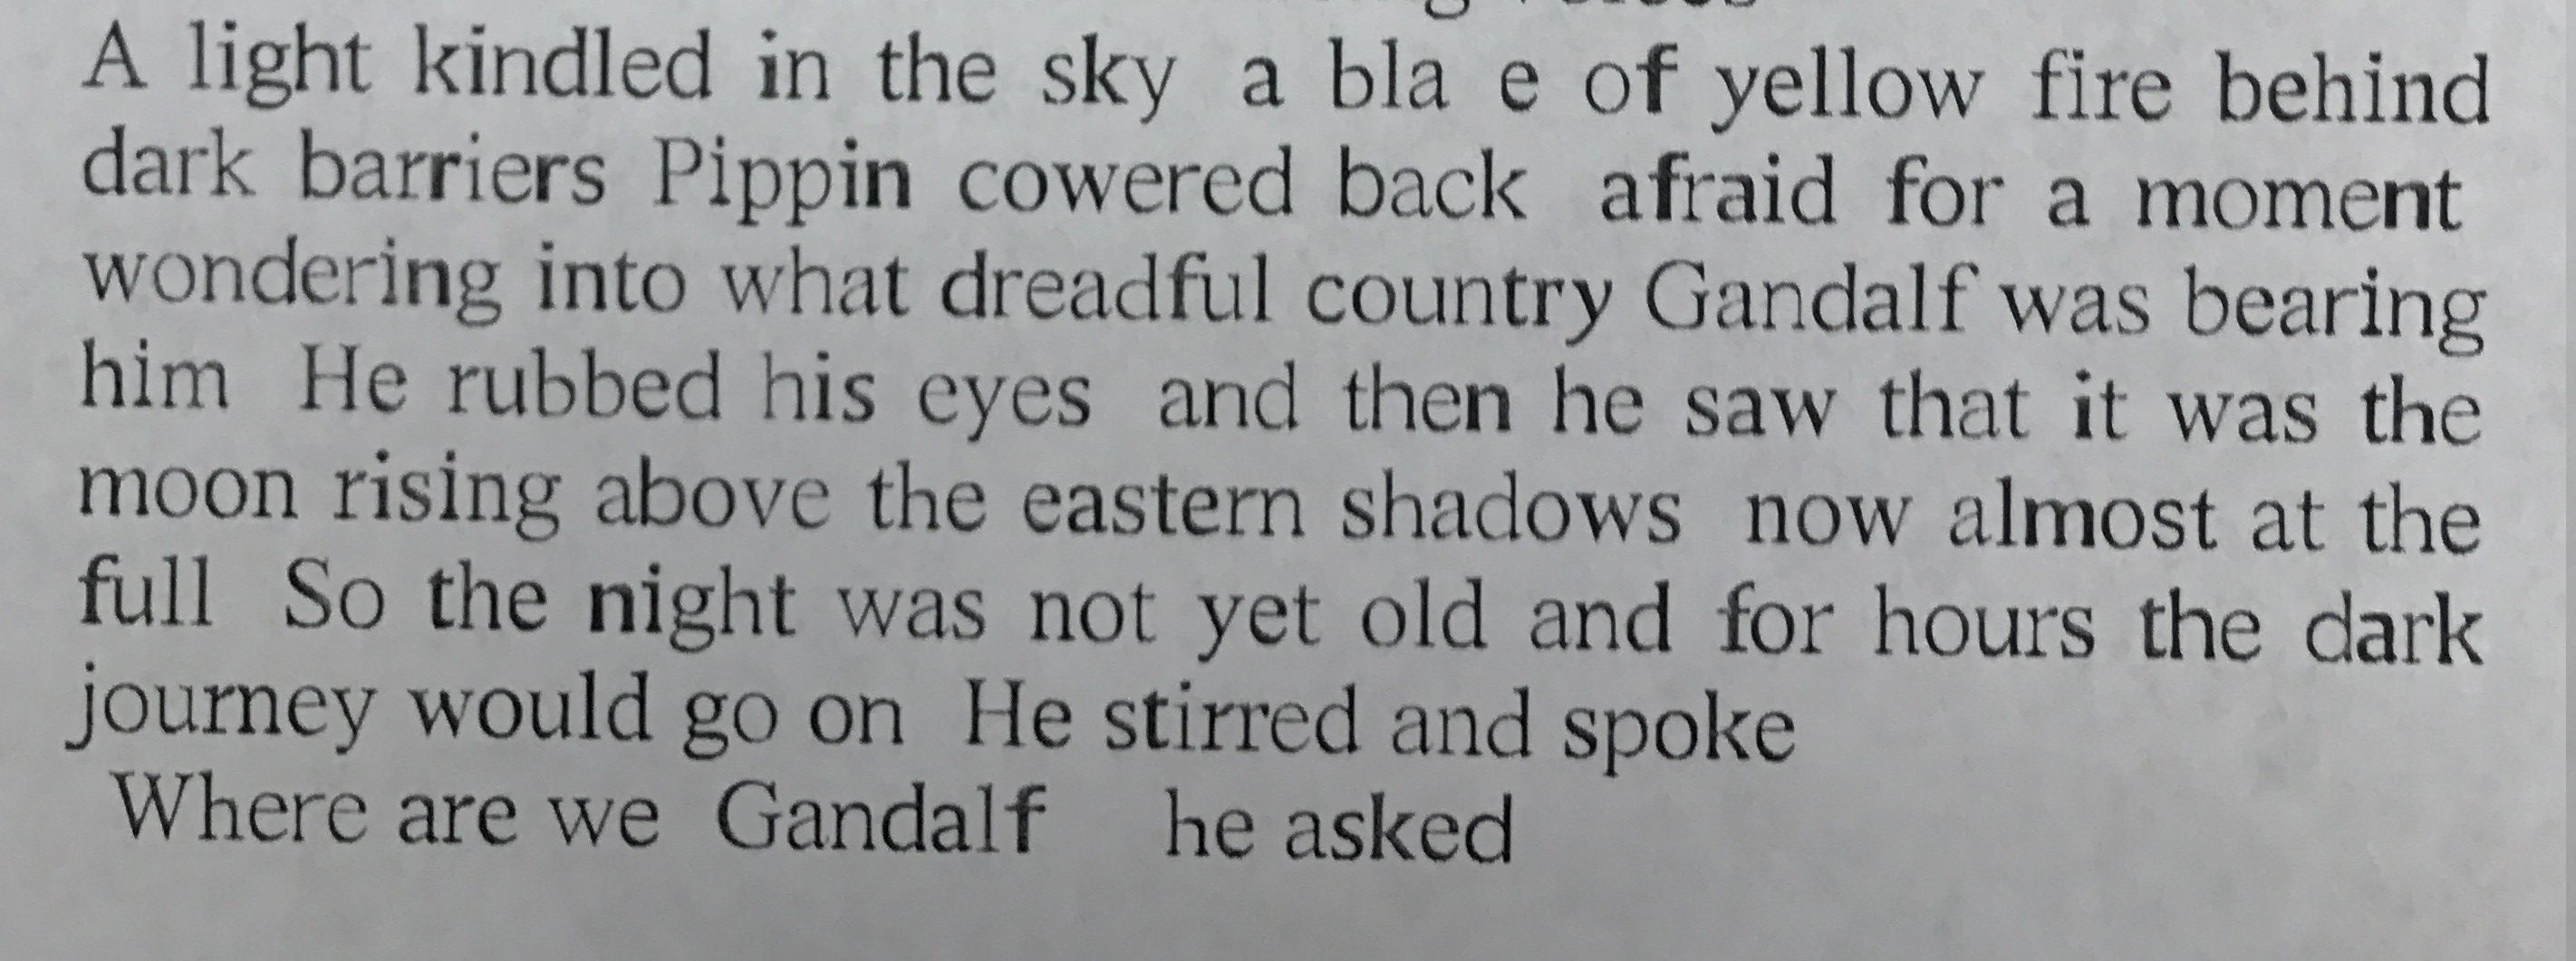 A light kindled in the sky a bla e of yellow fire behind
dark barriers Pippin cowered back afraid for a moment
wondering into what dreadful country Gandalf was bearing
him He rubbed his eyes and then he saw that it was the
moon rising above the eastern shadows now almost at the
full So the night was not yet old and for hours the dark
journey would go on He stirred and spoke
Where are we Gandalf he asked